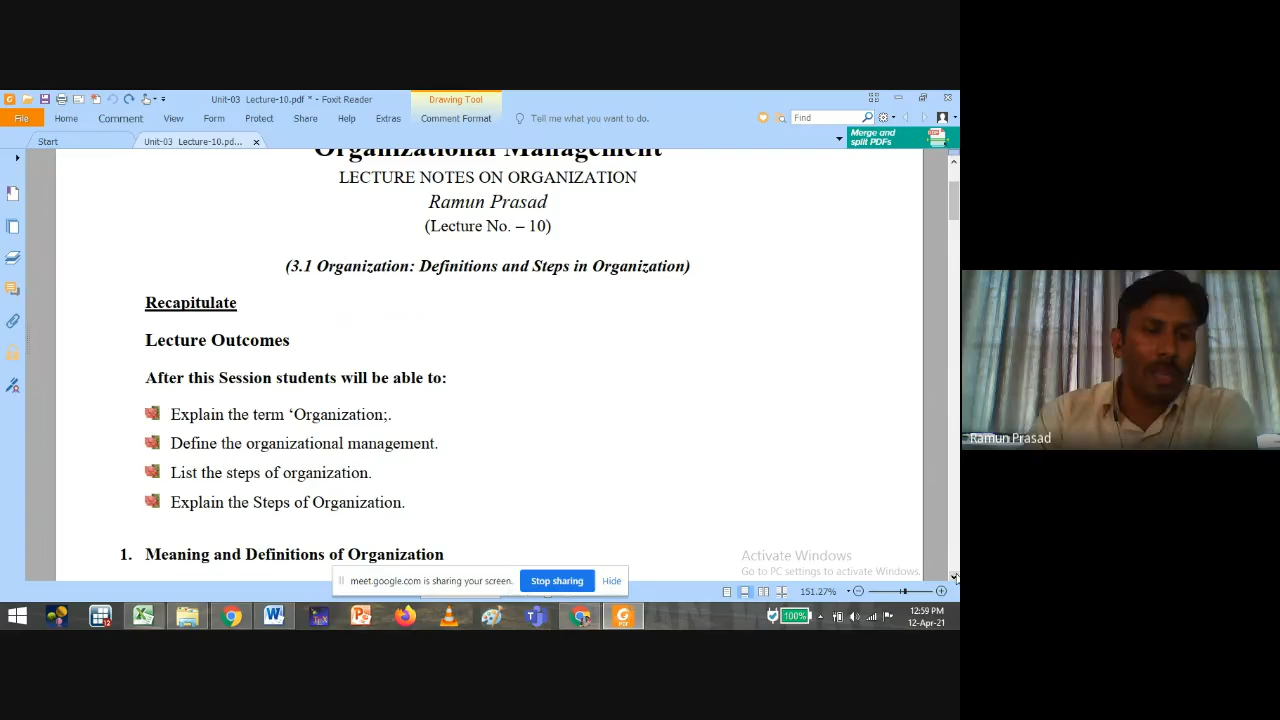 Unit-03 Lecture-10.pdf * - Foxit Reader
Drawing Tool
File Home Comment View Form Protect Share Help Extras Comment Format Tell me what you want to do. Find
Start
Unit-03 Lecture-10.pd...
Merge and
split PDFs
Organizational Management
LECTURE NOTES ON ORGANIZATION
Ramun Prasad
(Lecture No. – 10)
(3.1 Organization: Definitions and Steps in Organization)
Recapitulate
Lecture Outcomes
After this Session students will be able to:
Explain the term ‘Organization;.
Define the organizational management.
List the steps of organization.
Explain the Steps of Organization.
1. Meaning and Definitions of Organization
Activate Windows
Go to PC settings to activate Windows.
meet.google.com is sharing your screen. Stop sharing Hide
151.27%
100%
12:59 PM
12-Apr-21
Ramun Prasad